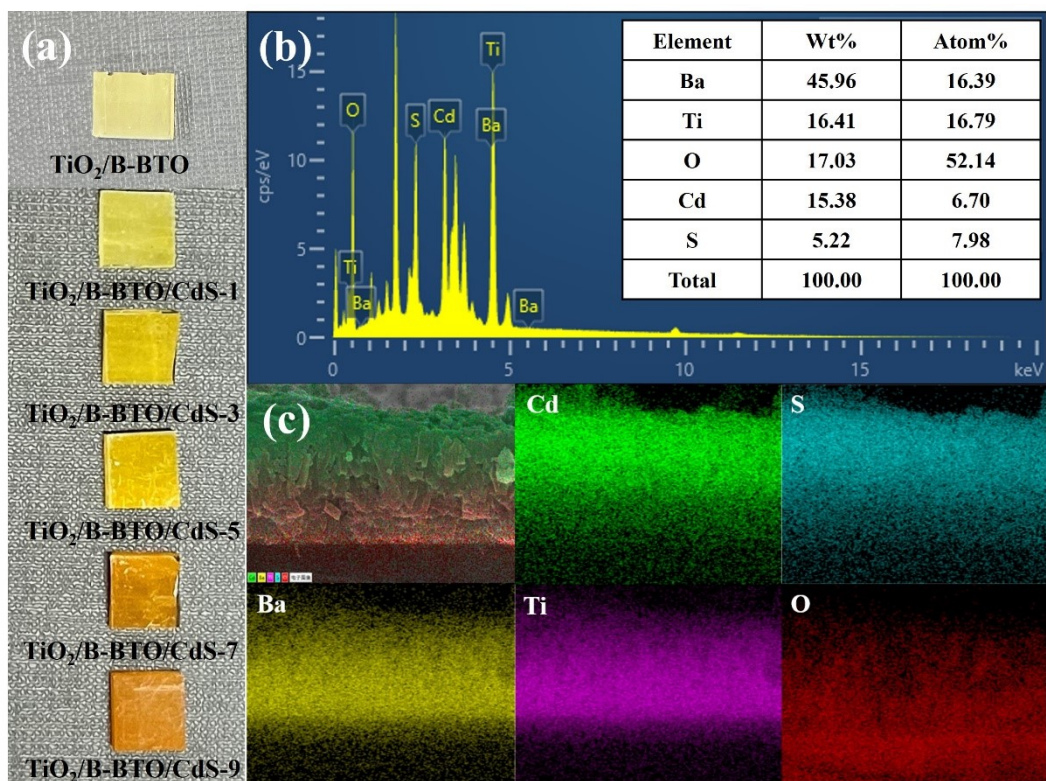 (a)
TiO₂/B-BTO
TiO₂/B-BTO/CdS-1
TiO₂/B-BTO/CdS-3
TiO₂/B-BTO/CdS-5
TiO₂/B-BTO/CdS-7
TiO₂/B-BTO/CdS-9
(b)
cps/eV
15
10
5
0
O
Ti
Ba
S
Cd
Ti
Ba
Ba
0 5 10 15 keV
Element Wt% Atom%
Ba 45.96 16.39
Ti 16.41 16.79
O 17.03 52.14
Cd 15.38 6.70
S 5.22 7.98
Total 100.00 100.00
(c)
Cd
S
Ba
Ti
O